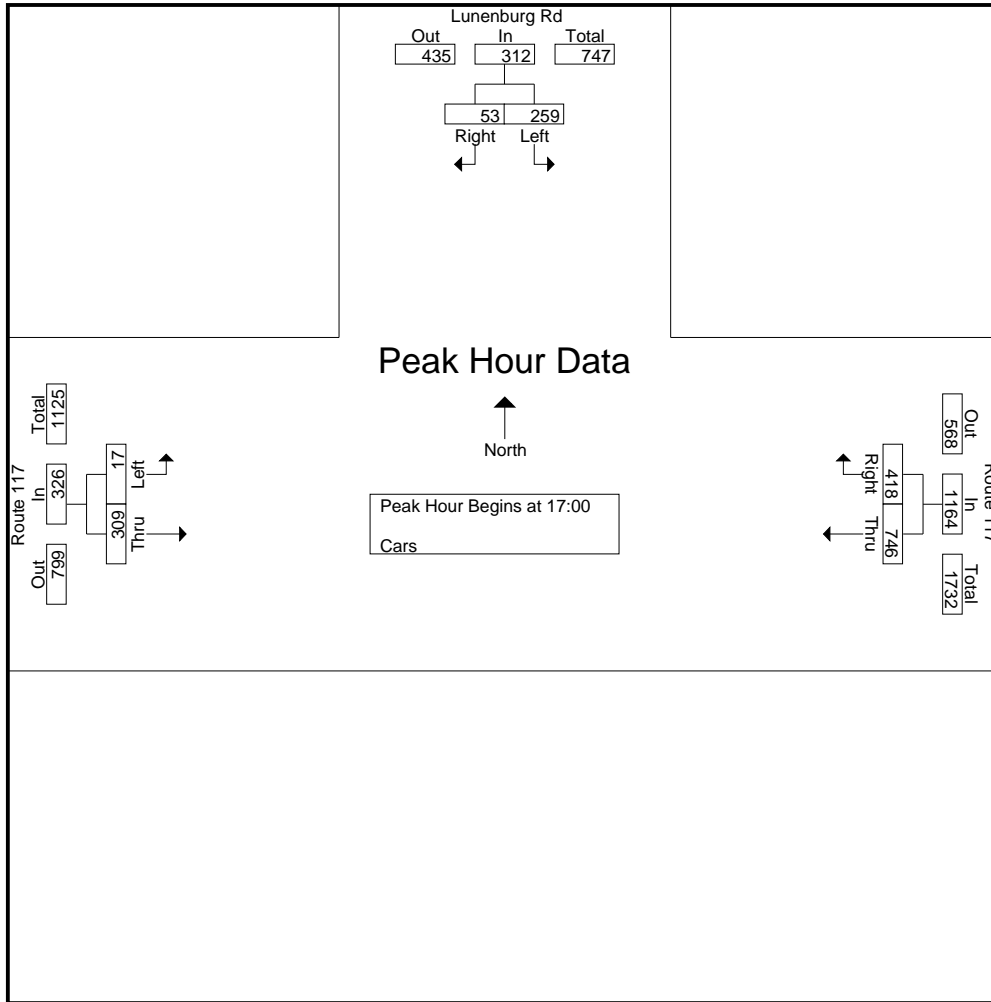 Lunenburg Rd
Out In Total
435 312 747
53 259
Right Left
Peak Hour Data
North
Peak Hour Begins at 17:00
Cars
Route 117
Total In Out
1125 326 799
17 309
Left Thru
Route 117
Out In Total
568 1164 1732
418 746
Right Thru